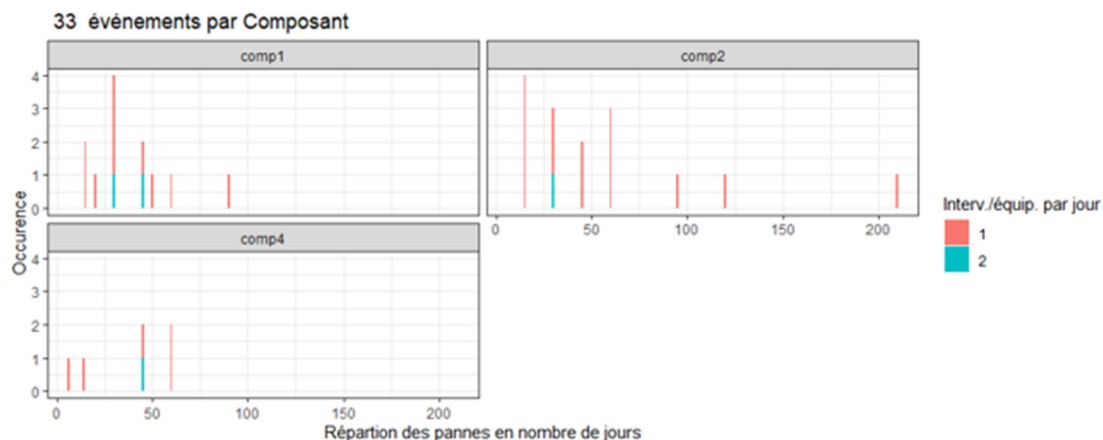 33 événements par Composant
comp1
comp2
4
3
2
1
0
Occurence
0 50 100 150 200
comp4
4
3
2
1
0
0 50 100 150 200
Répartion des pannes en nombre de jours
Interv./équip. par jour
1
2